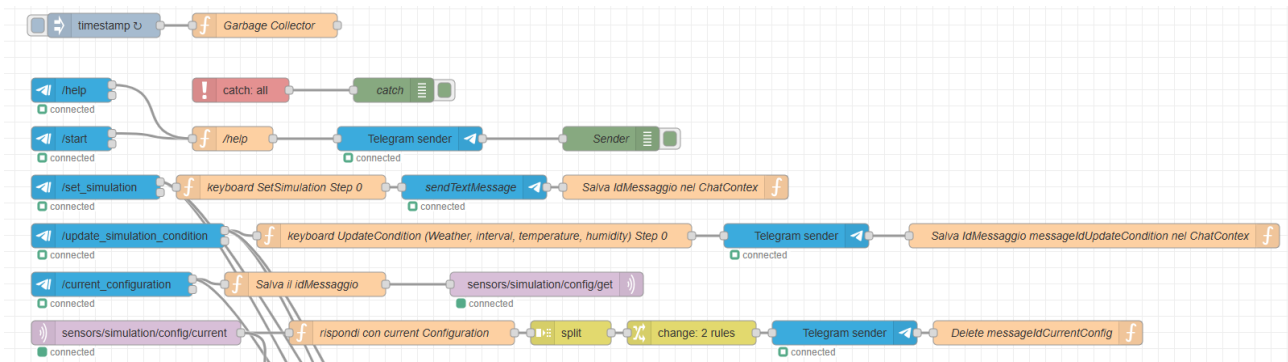 timestamp ↻
Garbage Collector
/help
catch: all
catch
connected
/start
/help
Telegram sender
Sender
connected
connected
/set_simulation
keyboard SetSimulation Step 0
sendTextMessage
Salva IdMessaggio nel ChatContex
connected
connected
/update_simulation_condition
keyboard UpdateCondition (Weather, interval, temperature, humidity) Step 0
Telegram sender
Salva IdMessaggio messageIdUpdateCondition nel ChatContex
connected
connected
/current_configuration
Salva il idMessaggio
sensors/simulation/config/get
connected
connected
sensors/simulation/config/current
rispondi con current Configuration
split
change: 2 rules
Telegram sender
Delete messageIdCurrentConfig
connected
connected